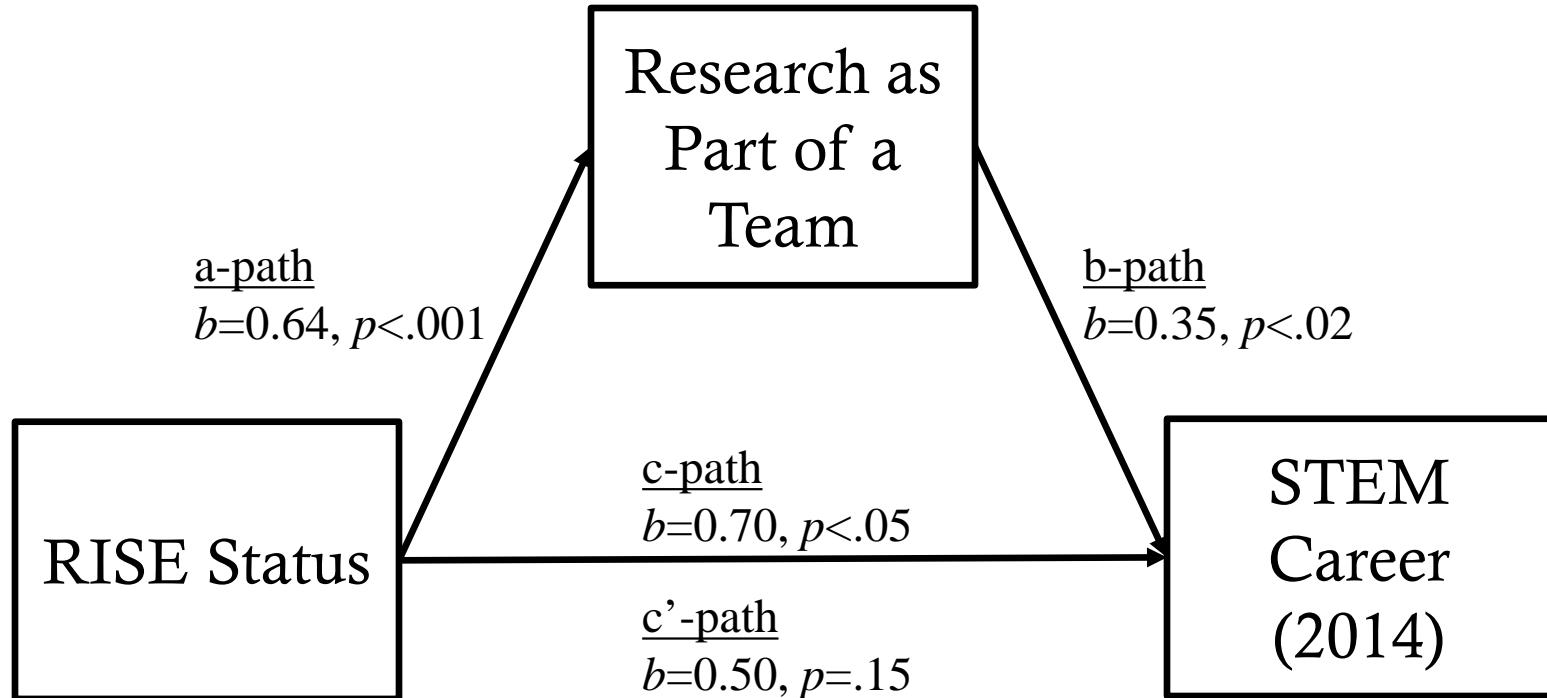 Research as
Part of a
Team
a-path
b=0.64, p<.001
b-path
b=0.35, p<.02
RISE Status
c-path
b=0.70, p<.05
c’-path
b=0.50, p=.15
STEM
Career
(2014)